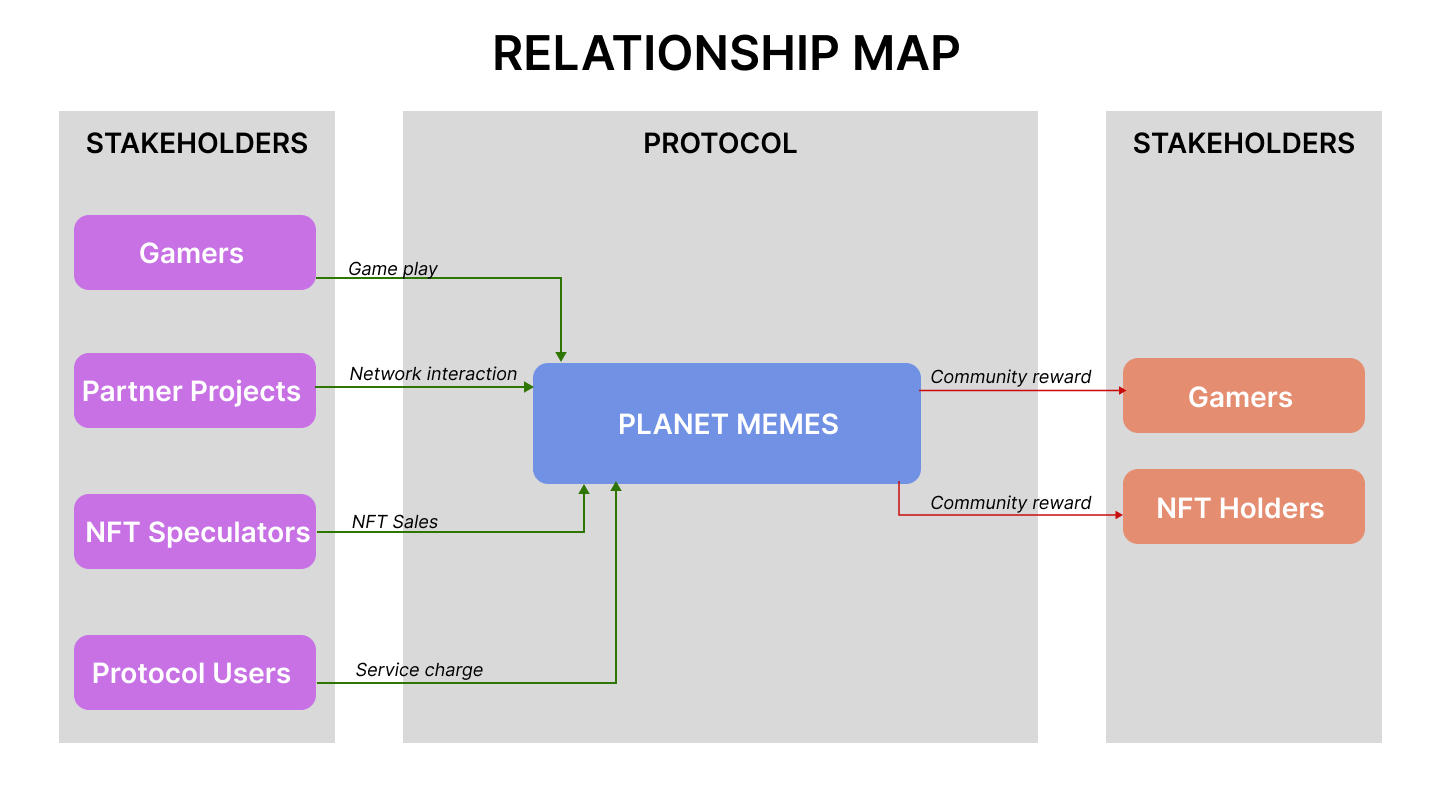 RELATIONSHIP MAP
STAKEHOLDERS
PROTOCOL
STAKEHOLDERS
Gamers
Game play
Partner Projects
Network interaction
PLANET MEMES
Community reward
Gamers
NFT Speculators
NFT Sales
Community reward
NFT Holders
Protocol Users
Service charge